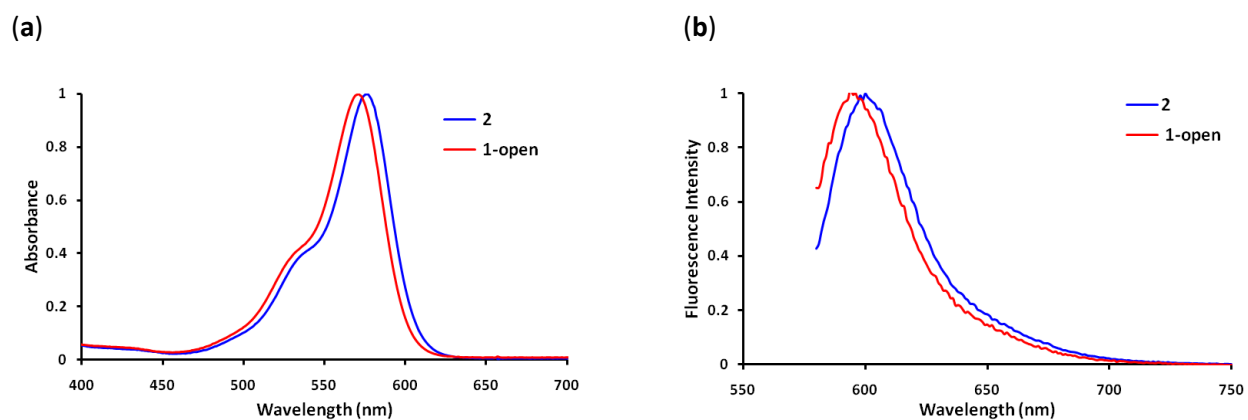 (a)
Absorbance
1
0.8
0.6
0.4
0.2
0
400 450 500 550 600 650 700
Wavelength (nm)
2
1-open
(b)
Fluorescence Intensity
1
0.8
0.6
0.4
0.2
0
550 600 650 700 750
Wavelength (nm)
2
1-open